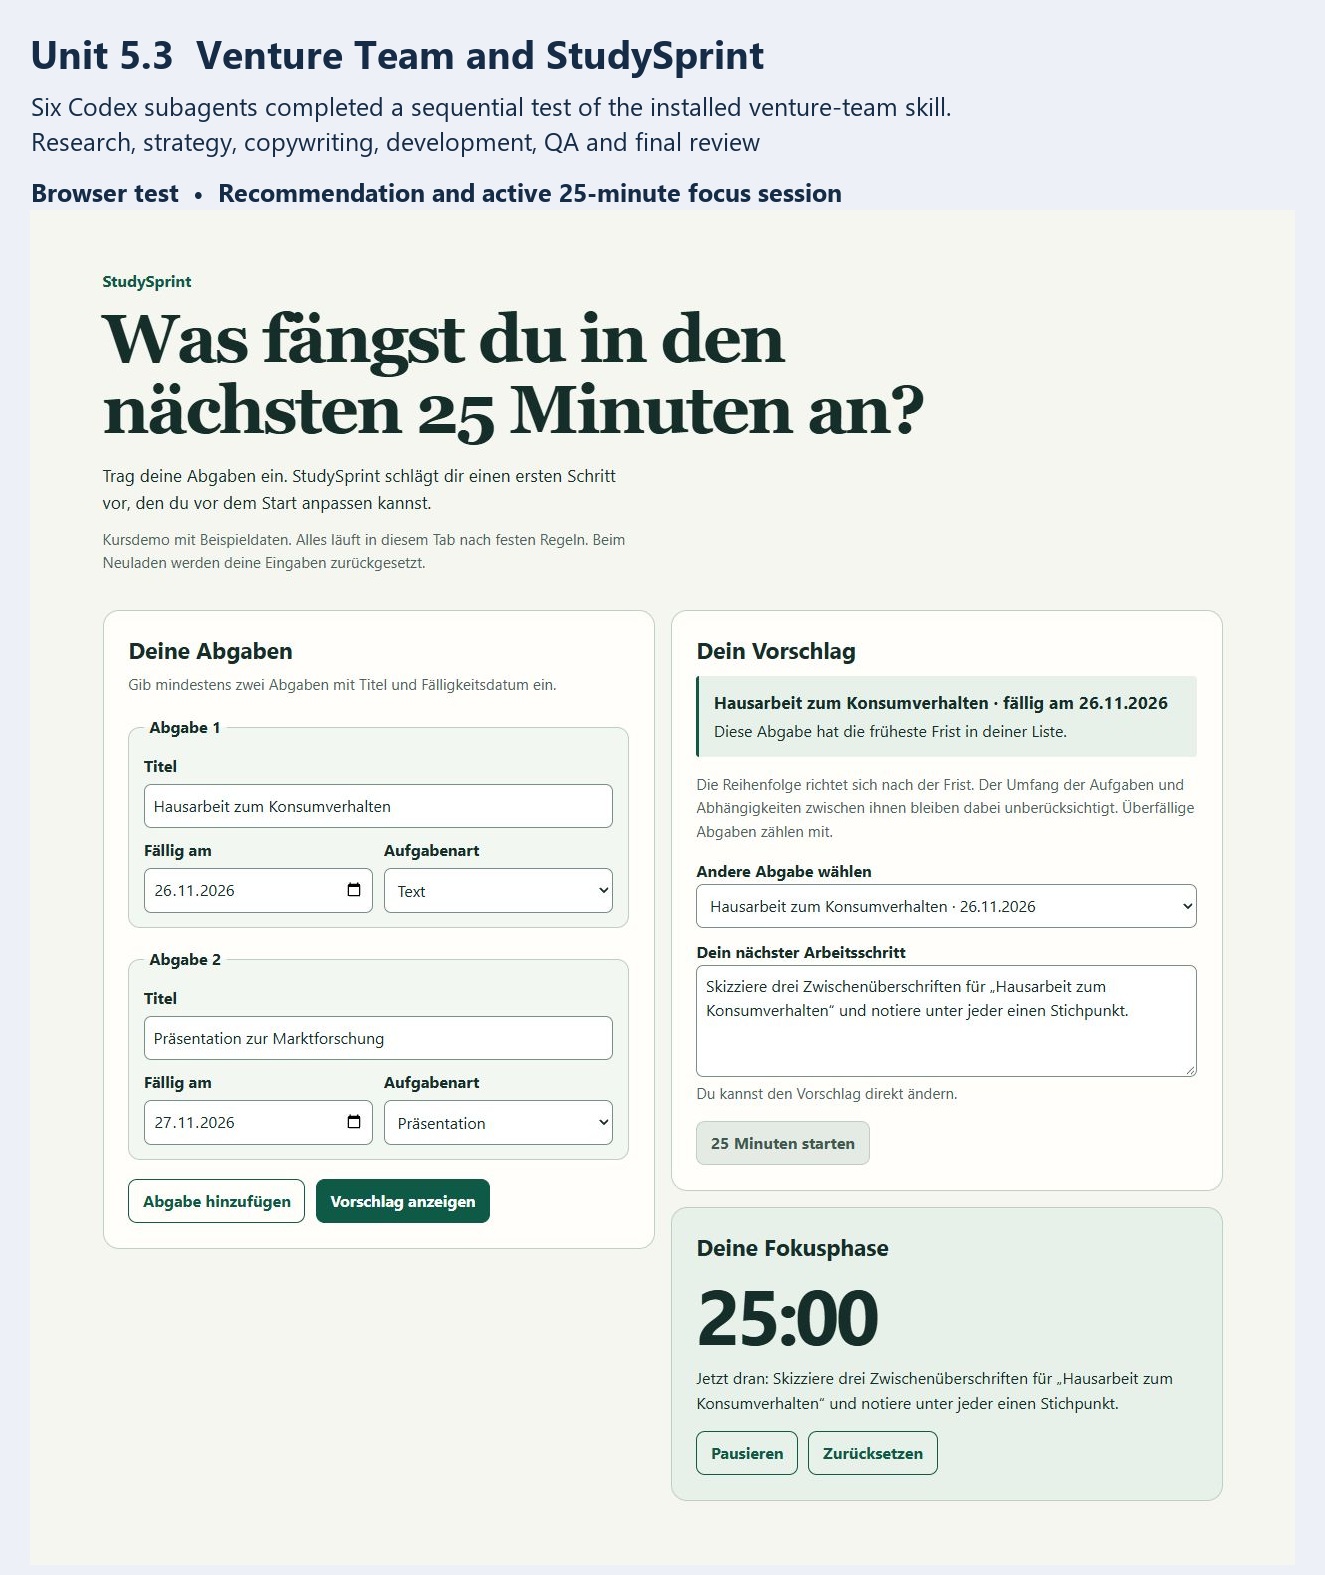 Unit 5.3 Venture Team and StudySprint
Six Codex subagents completed a sequential test of the installed venture-team skill.
Research, strategy, copywriting, development, QA and final review
Browser test • Recommendation and active 25-minute focus session
StudySprint
Was fängst du in den
nächsten 25 Minuten an?
Trag deine Abgaben ein. StudySprint schlägt dir einen ersten Schritt
vor, den du vor dem Start anpassen kannst.
Kursdemo mit Beispieldaten. Alles läuft in diesem Tab nach festen Regeln. Beim
Neuladen werden deine Eingaben zurückgesetzt.
Deine Abgaben
Gib mindestens zwei Abgaben mit Titel und Fälligkeitsdatum ein.
Abgabe 1
Titel
Hausarbeit zum Konsumverhalten
Fällig am Aufgabenart
26.11.2026 Text
Abgabe 2
Titel
Präsentation zur Marktforschung
Fällig am Aufgabenart
27.11.2026 Präsentation
Abgabe hinzufügen Vorschlag anzeigen
Dein Vorschlag
Hausarbeit zum Konsumverhalten · fällig am 26.11.2026
Diese Abgabe hat die früheste Frist in deiner Liste.
Die Reihenfolge richtet sich nach der Frist. Der Umfang der Aufgaben und
Abhängigkeiten zwischen ihnen bleiben dabei unberücksichtigt. Überfällige
Abgaben zählen mit.
Andere Abgabe wählen
Hausarbeit zum Konsumverhalten · 26.11.2026
Dein nächster Arbeitsschritt
Skizziere drei Zwischenüberschriften für „Hausarbeit zum
Konsumverhalten“ und notiere unter jeder einen Stichpunkt.
Du kannst den Vorschlag direkt ändern.
25 Minuten starten
Deine Fokusphase
25:00
Jetzt dran: Skizziere drei Zwischenüberschriften für „Hausarbeit zum
Konsumverhalten“ und notiere unter jeder einen Stichpunkt.
Pausieren Zurücksetzen